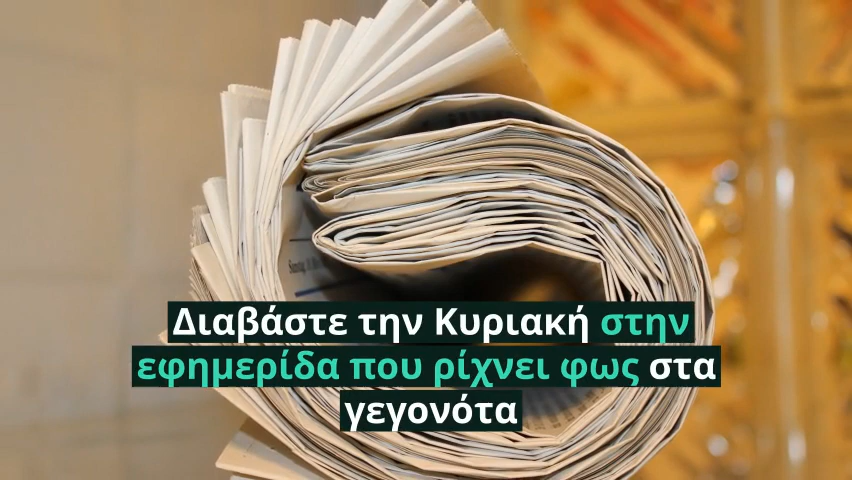 Διαβάστε την Κυριακή στην
εφημερίδα που ρίχνει φως στα
γεγονότα